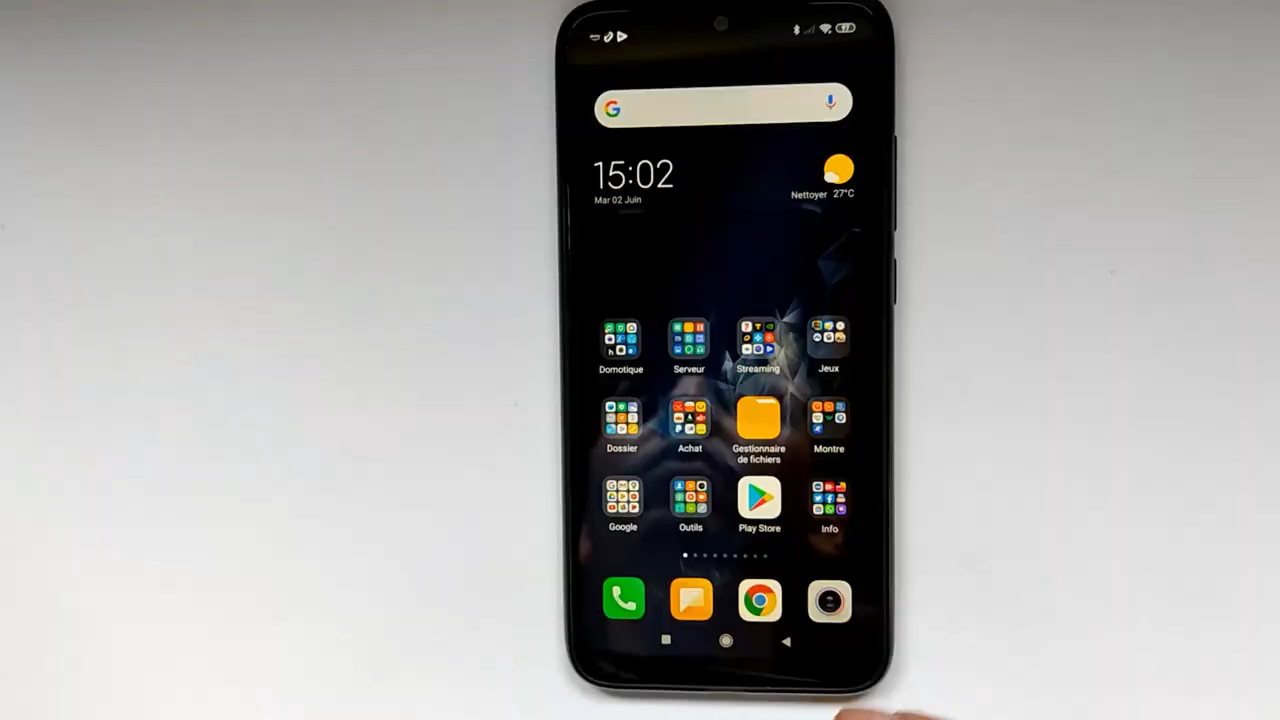 15:02
Mar 02 Juin
Nettoyer 27°C
Domotique Serveur Streaming Jeux
Dossier Achat Gestionnaire de fichiers Montre
Google Outils Play Store Info